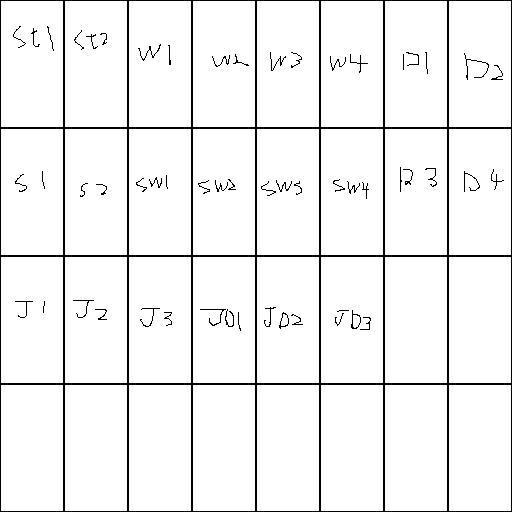 St1 St2 W1 W2 W3 W4 D1 D2
S1 S2 SW1 SW2 SW3 SW4 D3 D4
J1 J2 J3 JD1 JD2 JD3